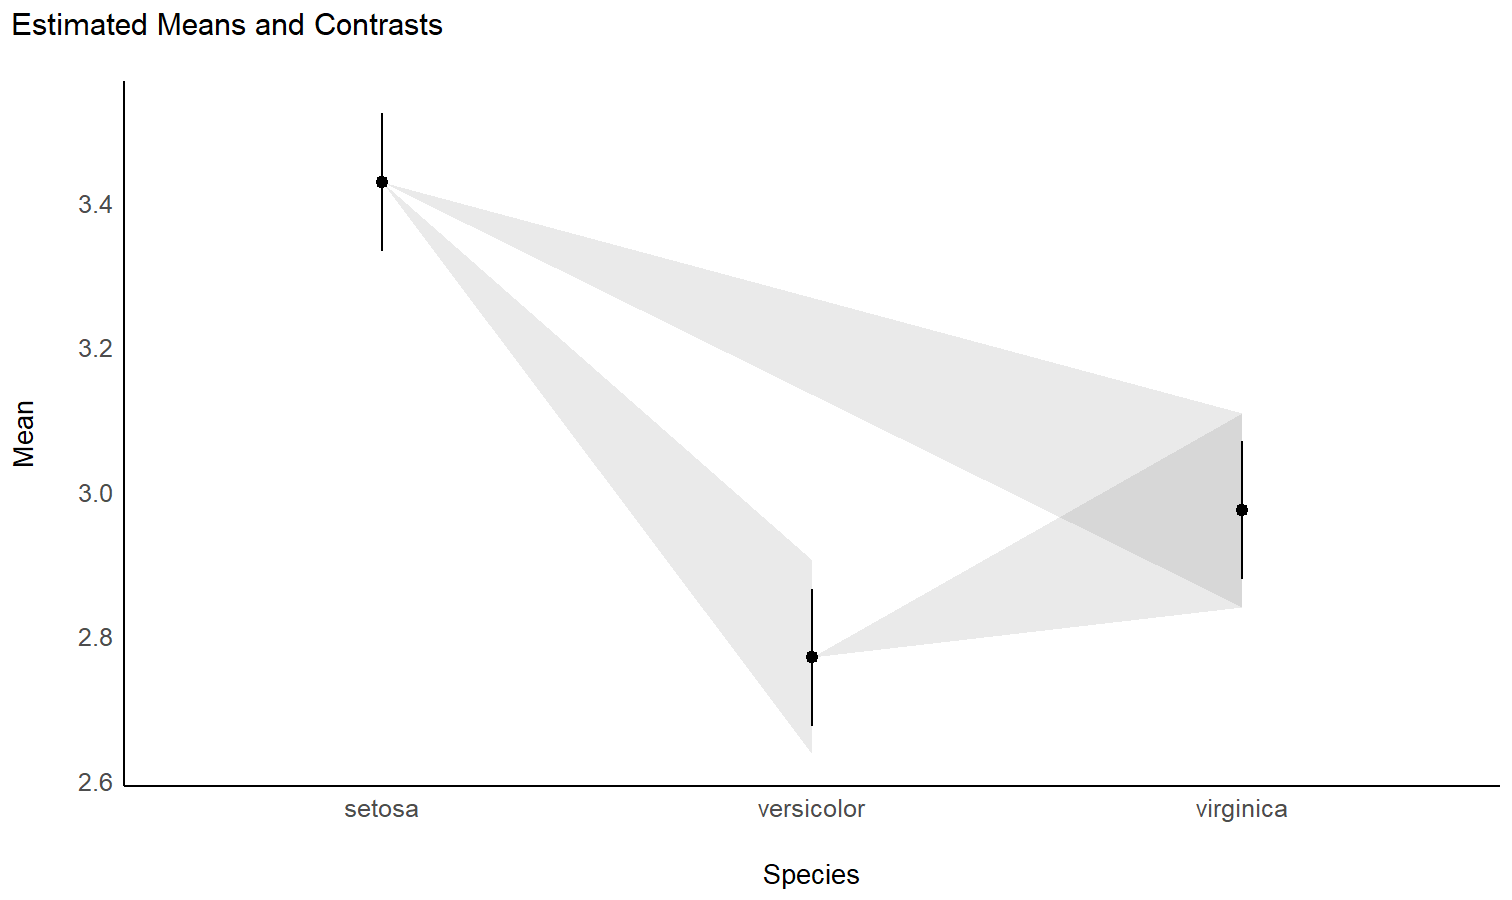 Estimated Means and Contrasts
3.4
3.2
3.0
2.8
2.6
Mean
setosa
versicolor
virginica
Species